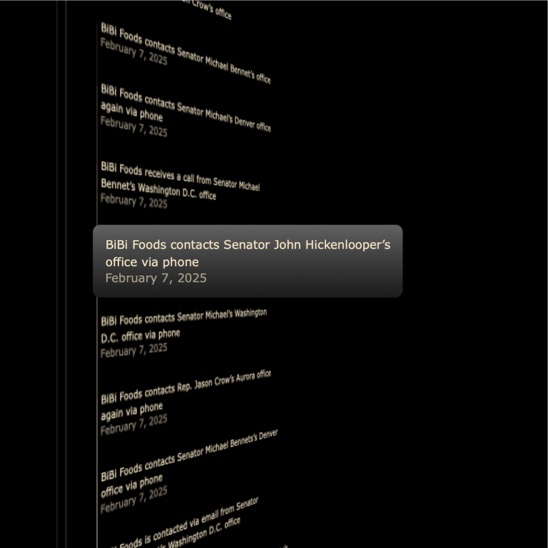 Crow's office
BiBi Foods contacts Senator Michael Bennet's office
February 7, 2025
BiBi Foods contacts Senator Michael's Denver office
again via phone
February 7, 2025
BiBi Foods receives a call from Senator Michael
Bennet's Washington D.C. office
February 7, 2025
BiBi Foods contacts Senator John Hickenlooper's
office via phone
February 7, 2025
BiBi Foods contacts Senator Michael's Washington
D.C. office via phone
February 7, 2025
BiBi Foods contacts Rep. Jason Crow's Aurora office
again via phone
February 7, 2025
BiBi Foods contacts Senator Michael Bennets's Denver
office via phone
February 7, 2025
Foods is contacted via email from Senator
Washington D.C. office